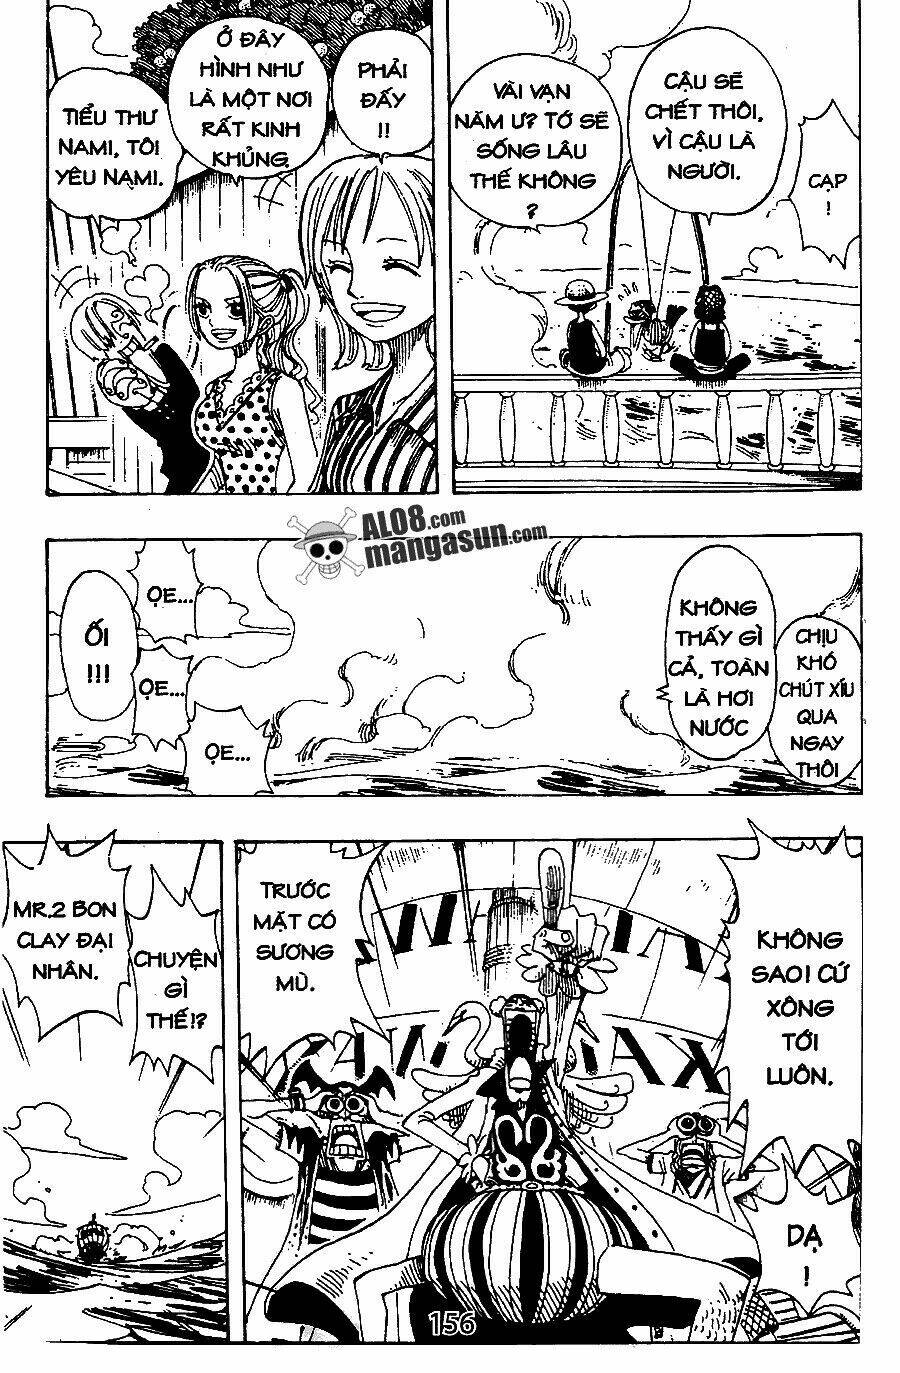 CẠP
!
CẬU SẼ
CHẾT THÔI,
VÌ CẬU LÀ
NGƯỜI.
VÀI VẠN
NĂM Ư? TỚ SẼ
SỐNG LÂU
THẾ KHÔNG
?
PHẢI
ĐẤY
!!
Ở ĐÂY
HÌNH NHƯ
LÀ MỘT NƠI
RẤT KINH
KHỦNG.
TIỂU THƯ
NAMI, TÔI
YÊU NAMI.
AL08.com
mangasun.com
CHỊU
KHÓ
CHÚT XÍU
QUA
NGAY
THÔI
KHÔNG
THẤY GÌ
CẢ, TOÀN
LÀ HƠI
NƯỚC
ỌE...
ỌE...
ỌE...
ỐI
!!!
KHÔNG
SAO! CỨ
XÔNG
TỚI
LUÔN.
DẠ
!
TRƯỚC
MẶT CÓ
SƯƠNG
MÙ.
CHUYỆN
GÌ
THẾ!?
MR.2 BON
CLAY ĐẠI
NHÂN.
156